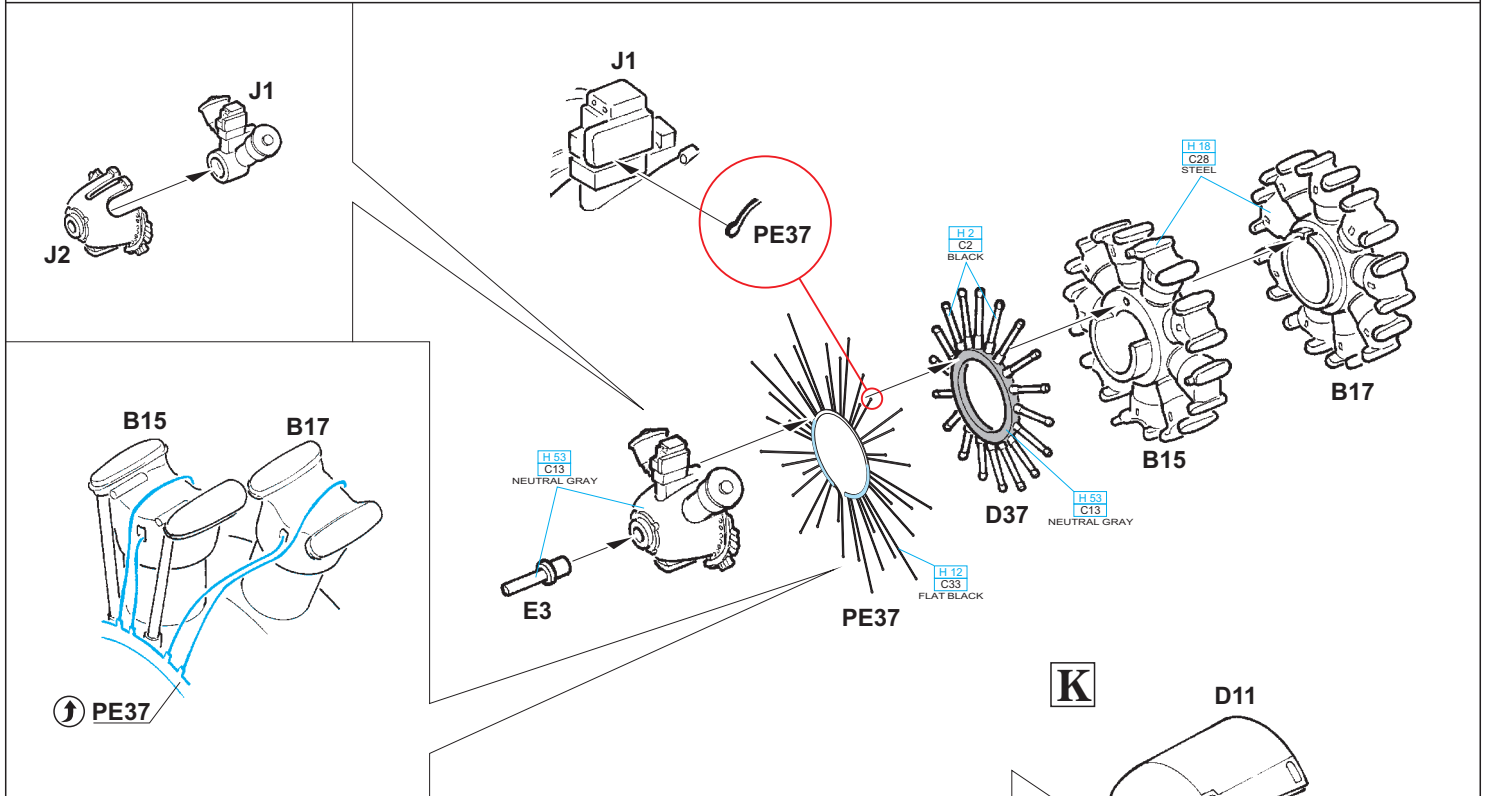 J1
J2
J1
PE37
H 18
C28
STEEL
H 2
C2
BLACK
B17
B15
D37
H 53
C13
NEUTRAL GRAY
H 53
C13
NEUTRAL GRAY
E3
PE37
H 12
C33
FLAT BLACK
B15
B17
PE37
K
D11